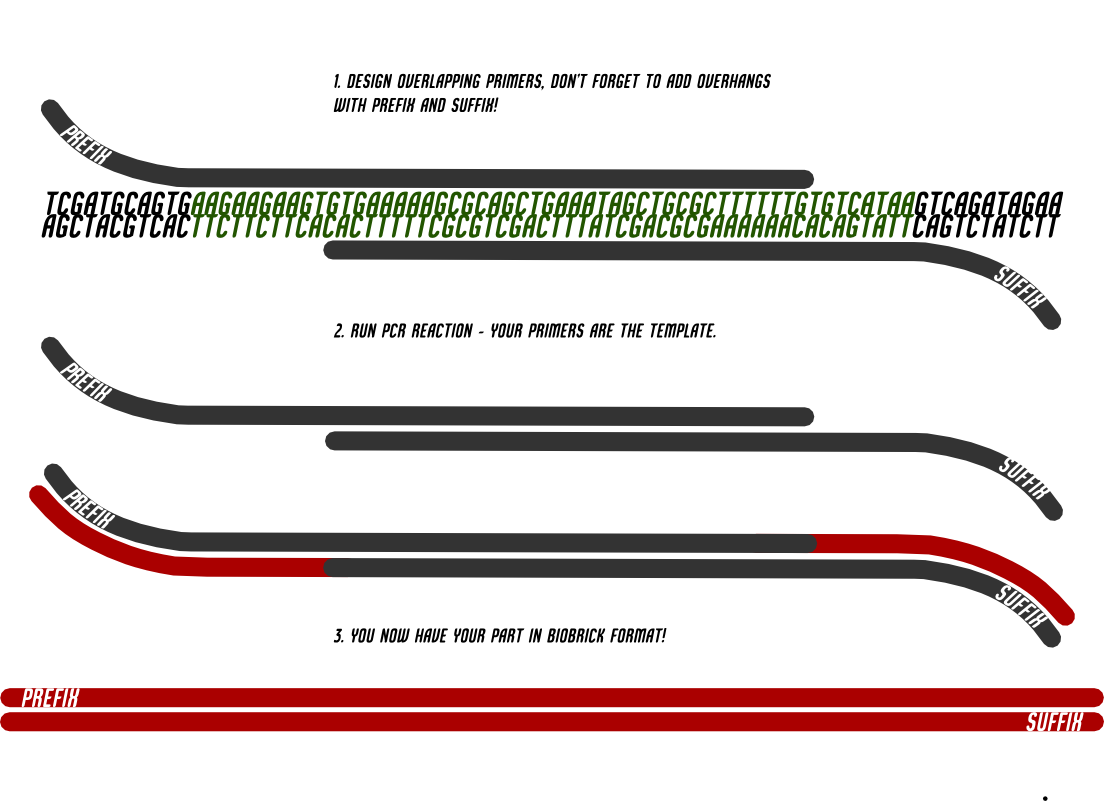 1. DESIGN OVERLAPPING PRIMERS, DON'T FORGET TO ADD OVERHANGS
WITH PREFIX AND SUFFIX!
PREFIX
TCGATGCAGTGAAGAAGAAGTGTGAAAAAGCGCAGCTGAAATAGCTGCGCTTTTTTGTGTCATAAGTCAGATAGAA
AGCTACGTCACTTCTTCTTCACACTTTTTCGCGTCGACTTTATCGACGCGAAAAAACACAGTATTCAGTCTATCTT
SUFFIX
2. RUN PCR REACTION - YOUR PRIMERS ARE THE TEMPLATE.
PREFIX
SUFFIX
PREFIX
SUFFIX
3. YOU NOW HAVE YOUR PART IN BIOBRICK FORMAT!
PREFIX
SUFFIX